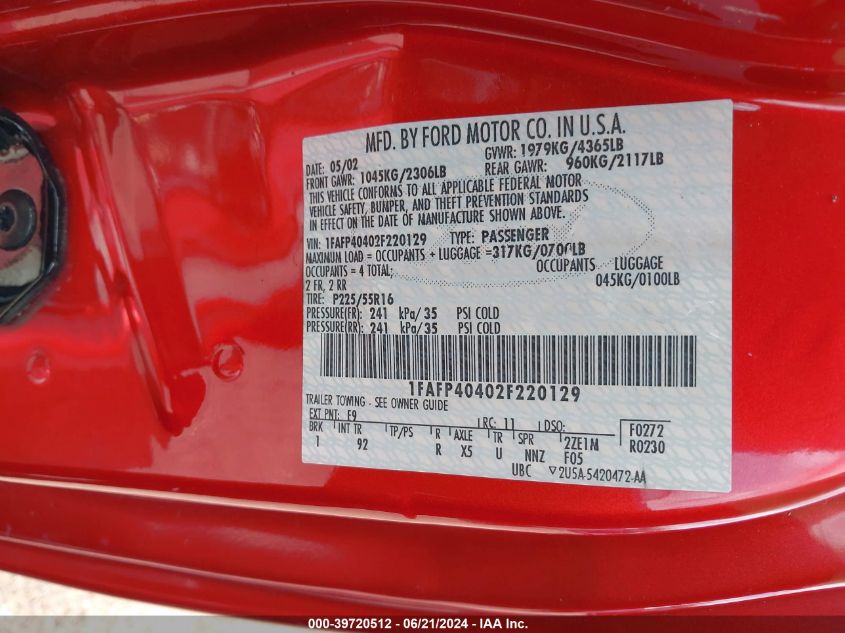 MFD. BY FORD MOTOR CO. IN U.S.A.
DATE: 05/02 GVWR: 1979KG/4365LB
FRONT GAWR: 1045KG/2306LB REAR GAWR: 960KG/2117LB
THIS VEHICLE CONFORMS TO ALL APPLICABLE FEDERAL MOTOR
VEHICLE SAFETY, BUMPER, AND THEFT PREVENTION STANDARDS
IN EFFECT ON THE DATE OF MANUFACTURE SHOWN ABOVE.
VIN: 1FAFP40402F220129 TYPE: PASSENGER
MAXIMUM LOAD = OCCUPANTS + LUGGAGE =317KG/0700LB
OCCUPANTS = 4 TOTAL; OCCUPANTS LUGGAGE
2 FR, 2 RR 045KG/0100LB
TIRE: P225/55R16
PRESSURE(FR): 241 kPa/35 PSI COLD
PRESSURE(RR): 241 kPa/35 PSI COLD
1FAFP40402F220129
TRAILER TOWING - SEE OWNER GUIDE
EXT PNT: E9 RC: 11 DSO: F0272
BRK INT TR TP/PS R AXLE TR SPR 2ZE1M R0230
1 92 R X5 U NNZ F05
UBC ▽2U5A-5420472-AA
000-39720512 - 06/21/2024 - IAA Inc.